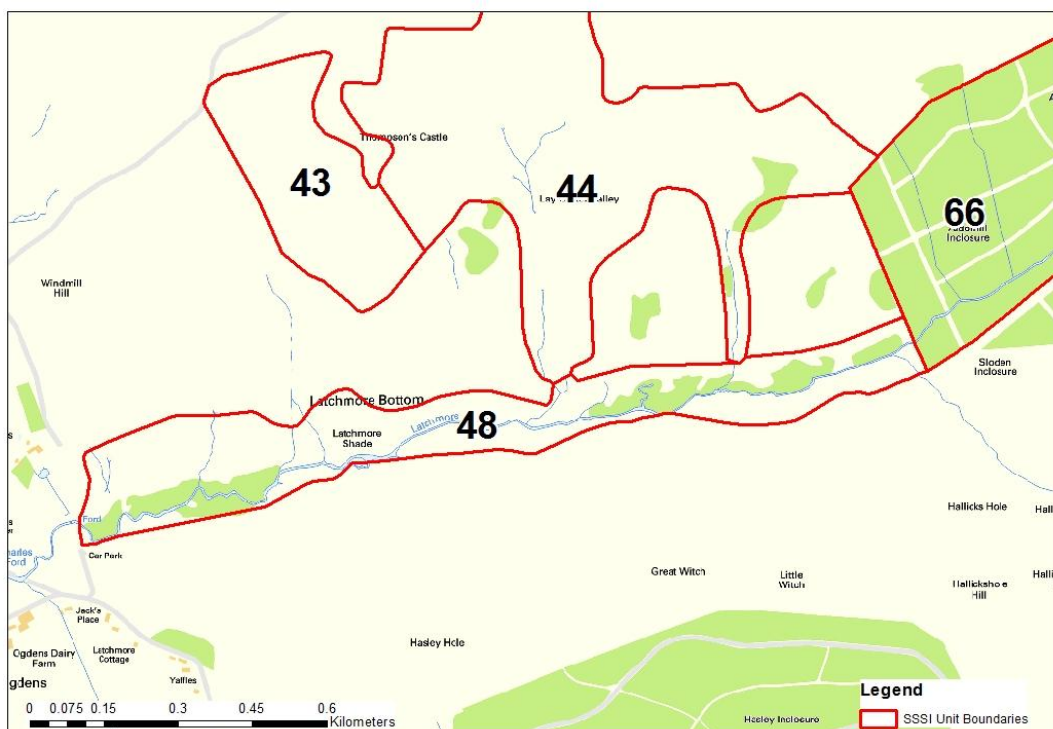 Thompson's Castle
43
44
66
Inclosure
Windmill
Hill
Sloden
Inclosure
Latchmore Bottom
Latchmore
48
Latchmore
Shade
Hallicks Hole
Ford
Car Park
Ford
Great Witch
Little
Witch
Hallickshole
Hill
Jack's
Place
Hasley Hole
Ogdens Dairy
Farm
Latchmore
Cottage
Yaffles
gdens
Legend
SSSI Unit Boundaries
0 0.075 0.15 0.3 0.45 0.6
Kilometers
Hasley Inclosure